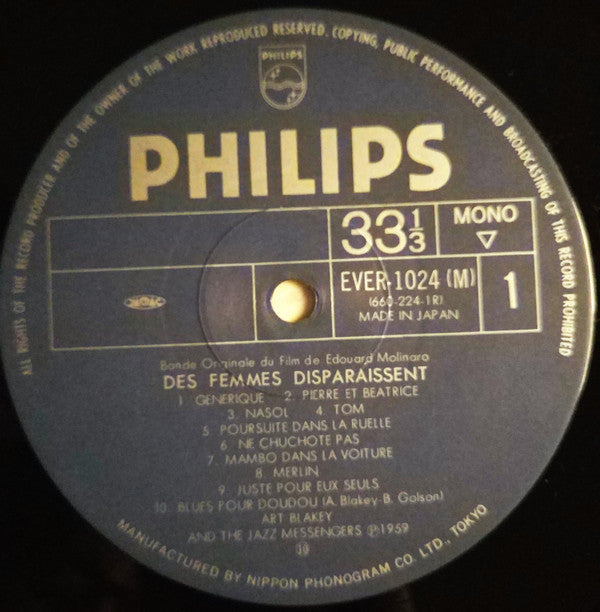 ALL RIGHTS OF THE RECORD PRODUCER AND OF THE OWNER OF THE WORK REPRODUCED RESERVED. COPYING, PUBLIC PERFORMANCE AND BROADCASTING OF THIS RECORD PROHIBITED
PHILIPS
PHILIPS
33 1/3
MONO
▽
EVER-1024 (M)
(660-224-1R)
MADE IN JAPAN
1
Bande Originale du Film de Edouard Molinaro
DES FEMMES DISPARAISSENT
1 GENERIQUE 2. PIERRE ET BEATRICE
3. NASOL 4. TOM
5 POURSUITE DANS LA RUELLE
6 NE CHUCHOTE PAS
7. MAMBO DANS LA VOITURE
8. MERLIN
9. JUSTE POUR EUX SEULS
10. BLUES POUR DOUDOU (A. Blakey-B. Golson)
ART BLAKEY
AND THE JAZZ MESSENGERS ℗1959
MANUFACTURED BY NIPPON PHONOGRAM CO. LTD., TOKYO